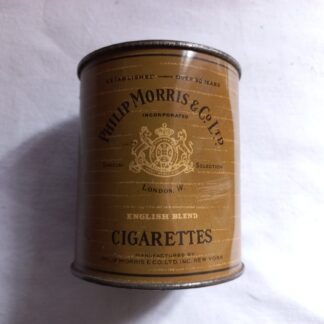 ESTABLISHED OVER 80 YEARS
PHILIP MORRIS & Co. LTD.
INCORPORATED
SPECIAL SELECTION
LONDON. W.
ENGLISH BLEND
CIGARETTES
MANUFACTURED BY
PHILIP MORRIS & CO. LTD. INC. NEW YORK